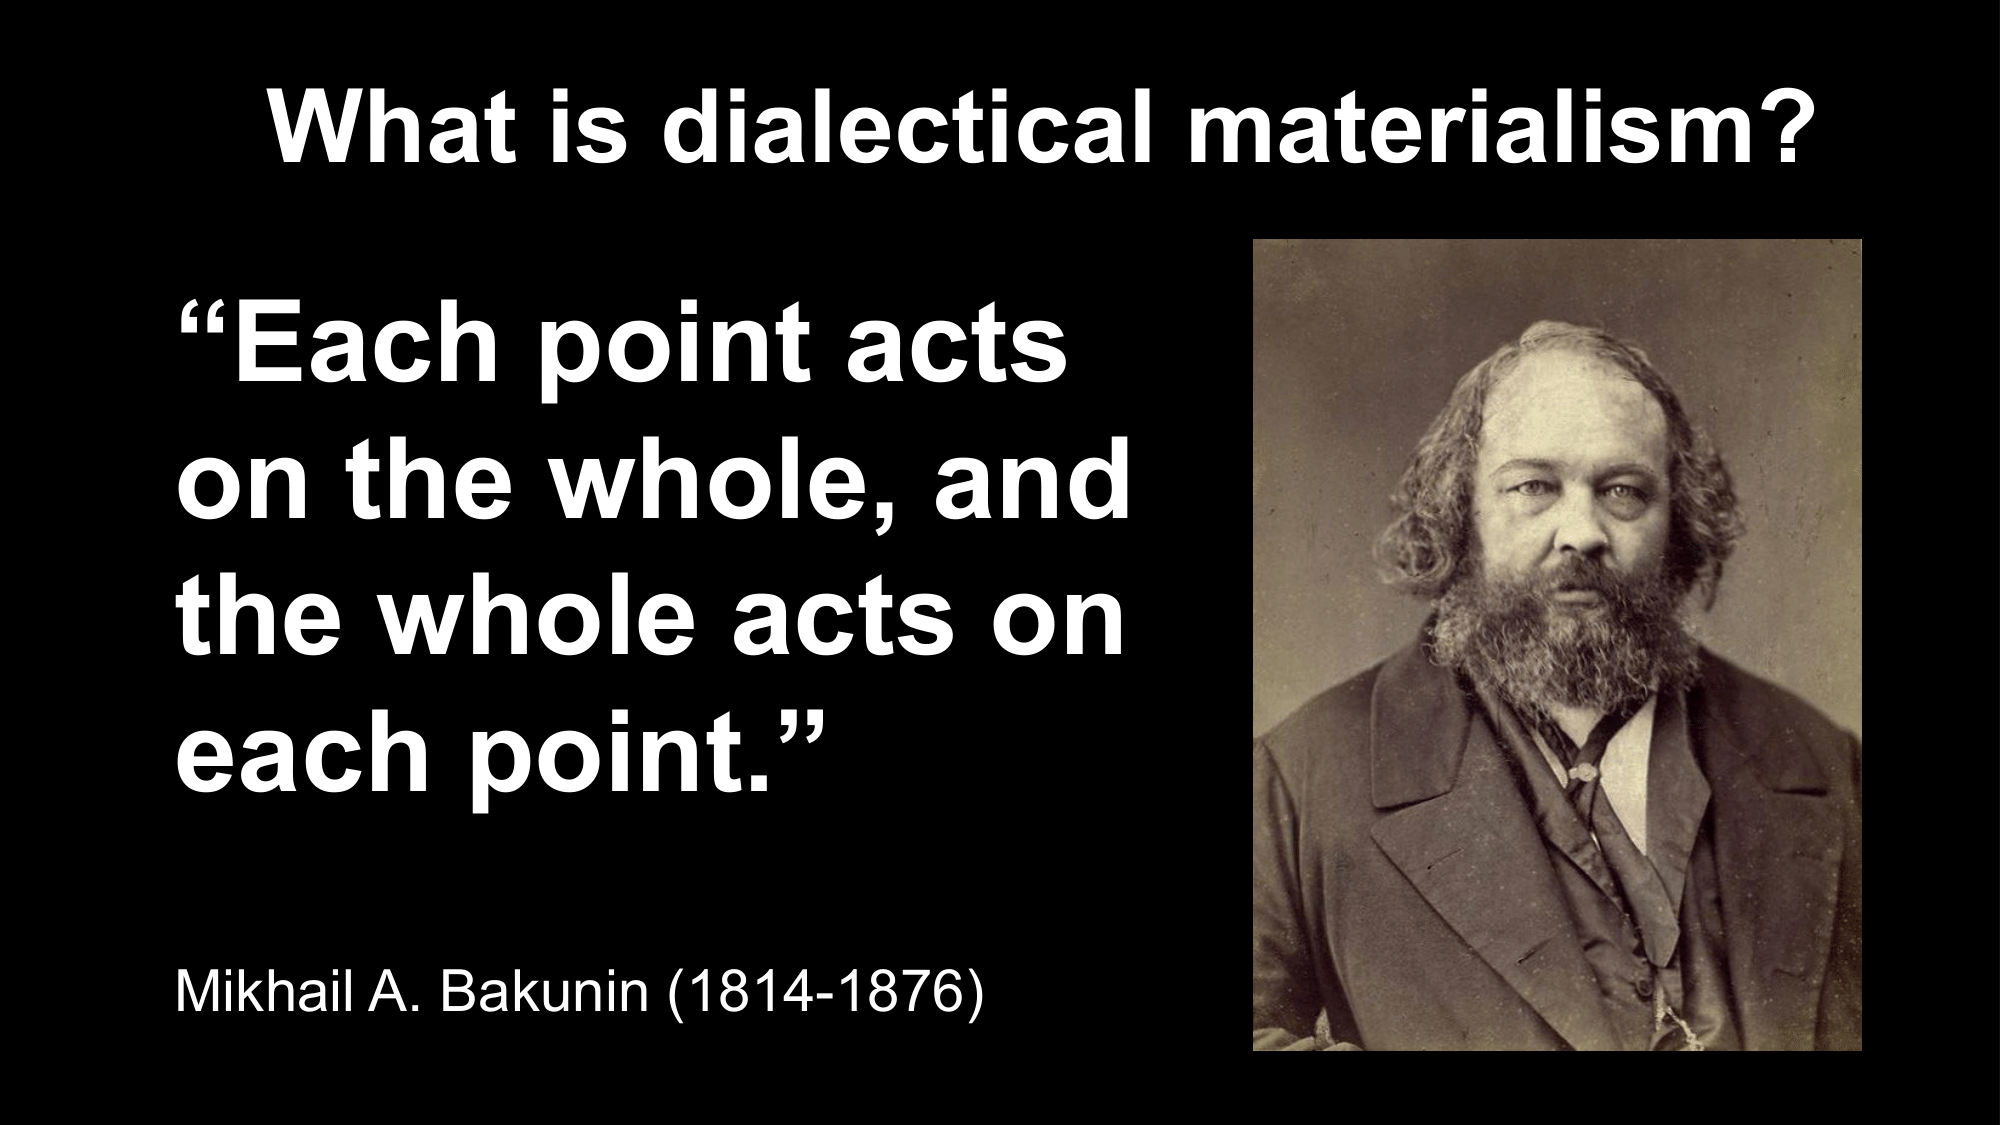 What is dialectical materialism?
“Each point acts
on the whole, and
the whole acts on
each point.”
Mikhail A. Bakunin (1814-1876)